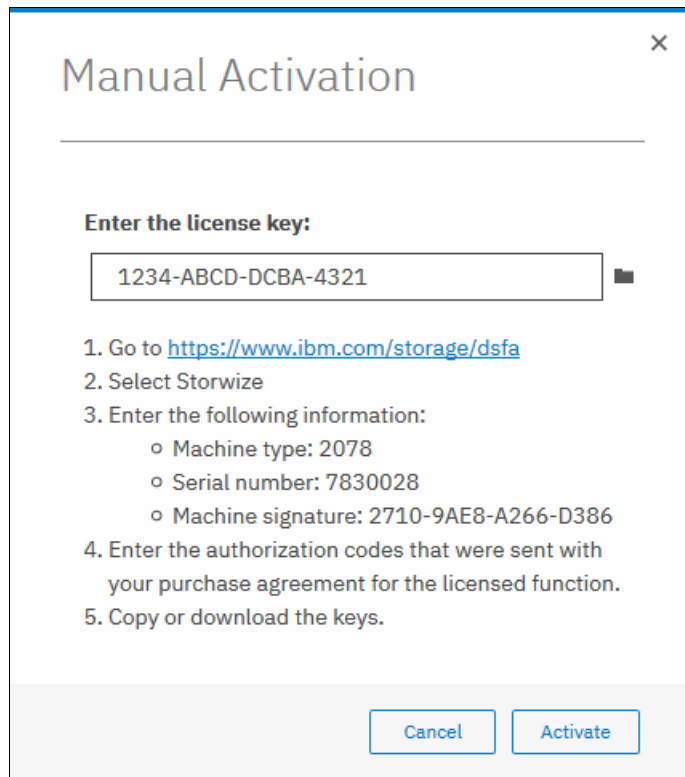 Manual Activation
Enter the license key:
1234-ABCD-DCBA-4321
1. Go to https://www.ibm.com/storage/dsfa
2. Select Storwize
3. Enter the following information:
Machine type: 2078
Serial number: 7830028
Machine signature: 2710-9AE8-A266-D386
4. Enter the authorization codes that were sent with
your purchase agreement for the licensed function.
5. Copy or download the keys.
Cancel Activate